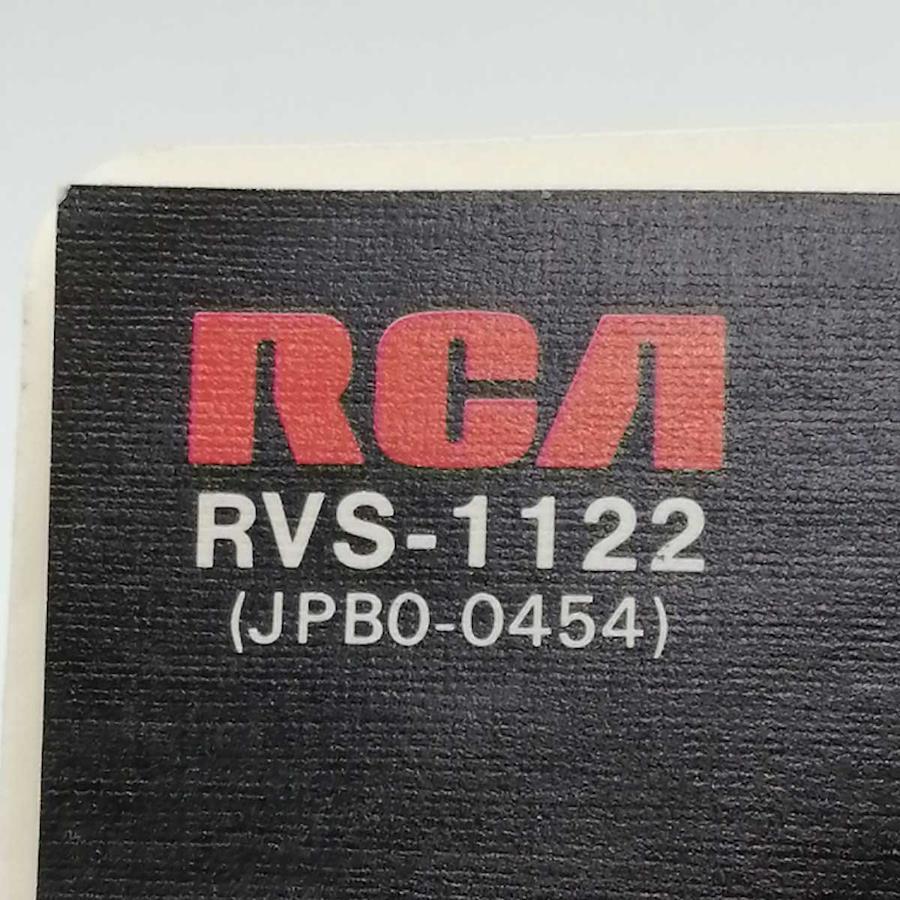 RCA
RVS-1122
(JPB0-0454)